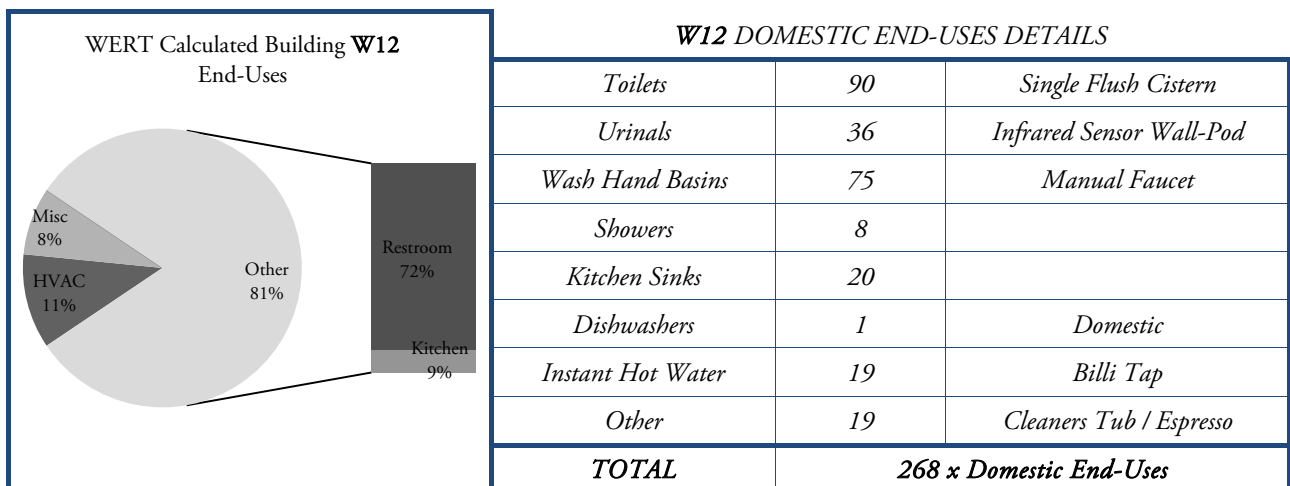 WERT Calculated Building W12
End-Uses
Misc
8%
HVAC
11%
Other
81%
Restroom
72%
Kitchen
9%
W12 DOMESTIC END-USES DETAILS
Toilets 90 Single Flush Cistern
Urinals 36 Infrared Sensor Wall-Pod
Wash Hand Basins 75 Manual Faucet
Showers 8
Kitchen Sinks 20
Dishwashers 1 Domestic
Instant Hot Water 19 Billi Tap
Other 19 Cleaners Tub / Espresso
TOTAL 268 x Domestic End-Uses